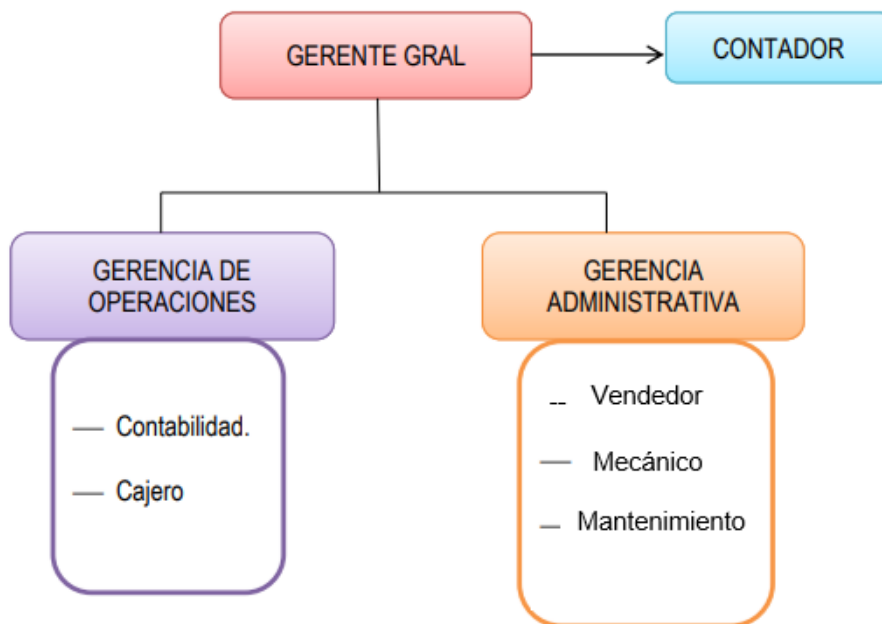 GERENTE GRAL
CONTADOR
GERENCIA DE
OPERACIONES
— Contabilidad.
— Cajero
GERENCIA
ADMINISTRATIVA
-- Vendedor
— Mecánico
— Mantenimiento